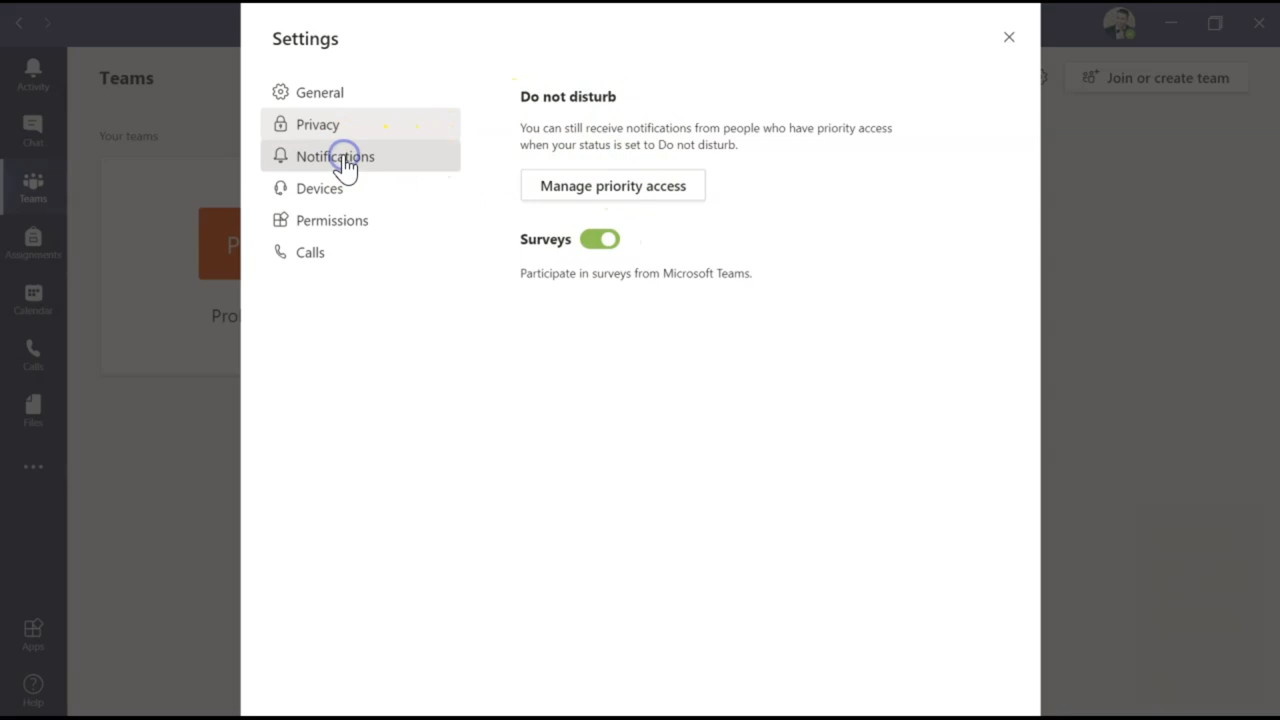 Settings
General
Privacy
Notifications
Devices
Permissions
Calls
Do not disturb
You can still receive notifications from people who have priority access
when your status is set to Do not disturb.
Manage priority access
Surveys
Participate in surveys from Microsoft Teams.
Activity
Chat
Teams
Assignments
Calendar
Calls
Files
Apps
Help
Teams
Your teams
P
Join or create team